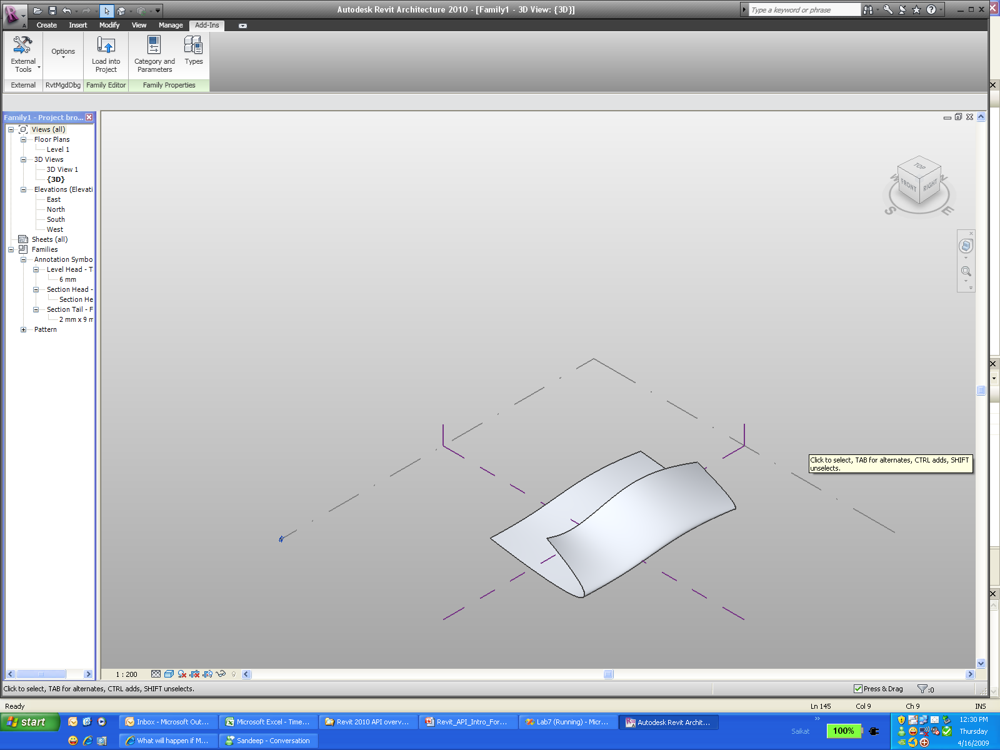 Autodesk Revit Architecture 2010 - [Family1 - 3D View: {3D}]
Type a keyword or phrase
Create Insert Modify View Manage Add-Ins
External Tools
Options
Load into Project
Category and Parameters
Types
External RvtMgdDbg Family Editor Family Properties
Family1 - Project bro...
Views (all)
Floor Plans
Level 1
3D Views
3D View 1
{3D}
Elevations (Elevati
East
North
South
West
Sheets (all)
Families
Annotation Symbo
Level Head - T
6 mm
Section Head -
Section He
Section Tail - F
2 mm x 9 m
Pattern
TOP
FRONT RIGHT
W N
S E
Click to select, TAB for alternates, CTRL adds, SHIFT
unselects.
1 : 200
Click to select, TAB for alternates, CTRL adds, SHIFT unselects.
Press & Drag :0
Ready Ln 145 Col 9 Ch 9 INS
start
Inbox - Microsoft Out...
Microsoft Excel - Time...
Revit 2010 API overv...
Revit_API_Intro_For...
Lab7 (Running) - Micr...
Autodesk Revit Archit...
What will happen if M...
Sandeep - Conversation
Saikat
100%
12:30 PM
Thursday
4/16/2009